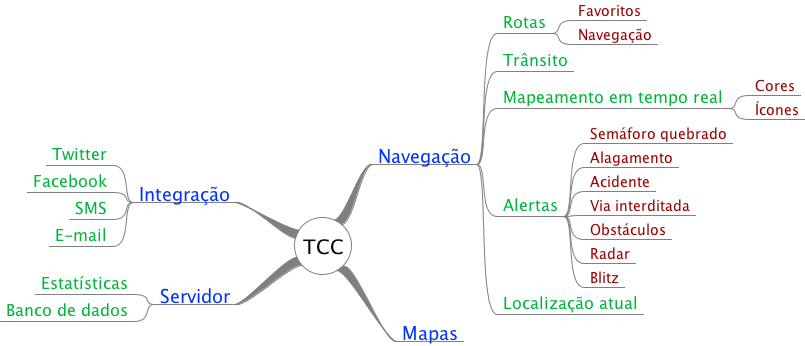 TCC
Navegação
Rotas
Favoritos
Navegação
Trânsito
Mapeamento em tempo real
Cores
Ícones
Alertas
Semáforo quebrado
Alagamento
Acidente
Via interditada
Obstáculos
Radar
Blitz
Localização atual
Mapas
Integração
Twitter
Facebook
SMS
E-mail
Servidor
Estatísticas
Banco de dados